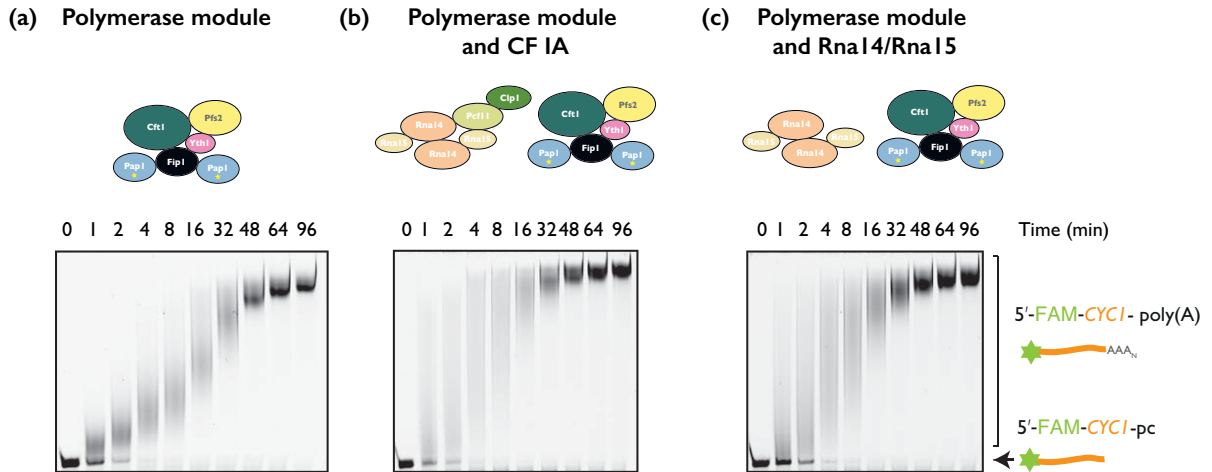 (a) Polymerase module
(b) Polymerase module
and CF IA
(c) Polymerase module
and Rna14/Rna15
Cft1
Pfs2
Yth1
Pap1
Fip1
Pap1
Clp1
Pcf11
Rna14
Rna15
Rna15
Rna14
Cft1
Pfs2
Yth1
Pap1
Fip1
Pap1
Rna14
Rna15
Rna15
Rna14
Cft1
Pfs2
Yth1
Pap1
Fip1
Pap1
0 1 2 4 8 16 32 48 64 96
0 1 2 4 8 16 32 48 64 96
0 1 2 4 8 16 32 48 64 96
Time (min)
5′-FAM-CYC1- poly(A)
AAAN
5′-FAM-CYC1-pc